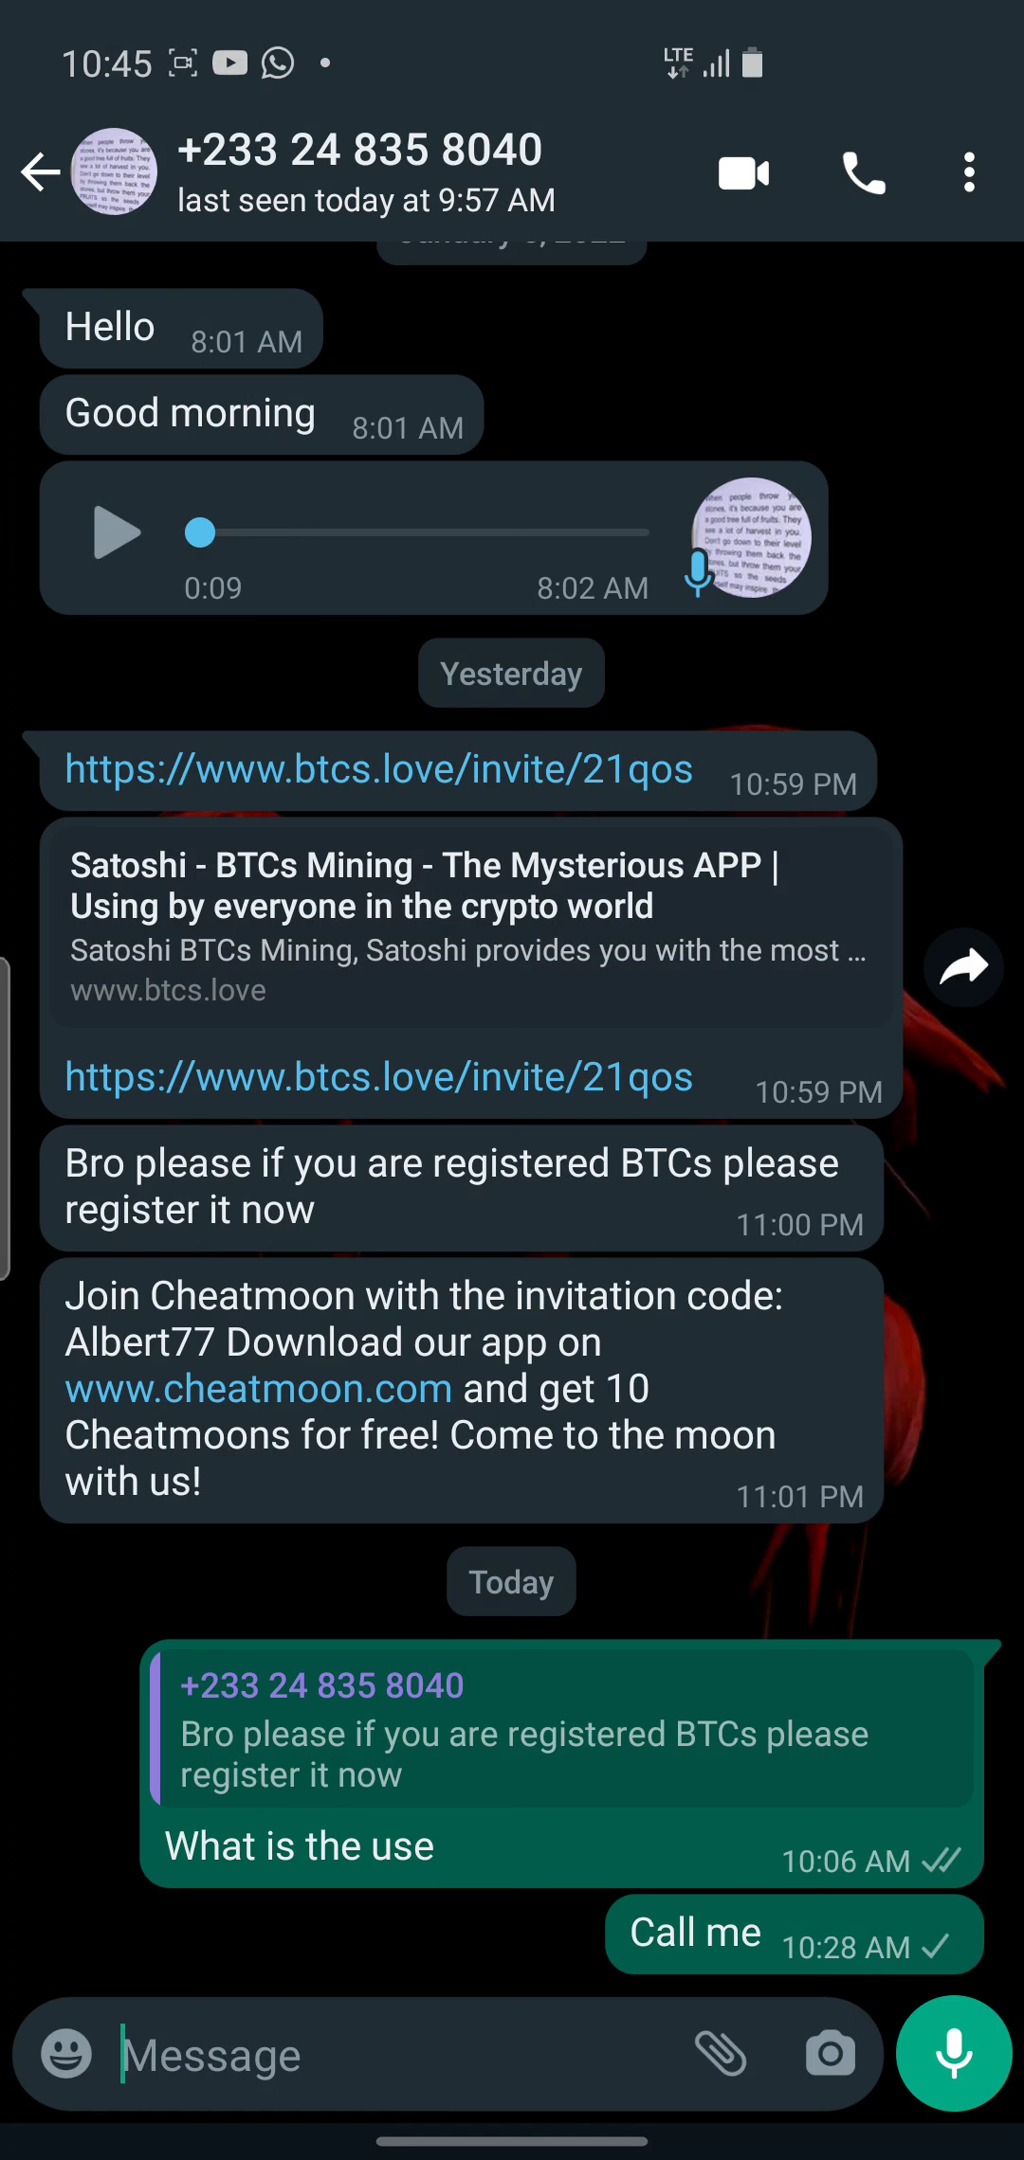 10:45
LTE
+233 24 835 8040
last seen today at 9:57 AM
Hello 8:01 AM
Good morning 8:01 AM
0:09 8:02 AM
Yesterday
https://www.btcs.love/invite/21qos 10:59 PM
Satoshi - BTCs Mining - The Mysterious APP |
Using by everyone in the crypto world
Satoshi BTCs Mining, Satoshi provides you with the most ...
www.btcs.love
https://www.btcs.love/invite/21qos 10:59 PM
Bro please if you are registered BTCs please
register it now 11:00 PM
Join Cheatmoon with the invitation code:
Albert77 Download our app on
www.cheatmoon.com and get 10
Cheatmoons for free! Come to the moon
with us! 11:01 PM
Today
+233 24 835 8040
Bro please if you are registered BTCs please
register it now
What is the use 10:06 AM
Call me 10:28 AM
Message